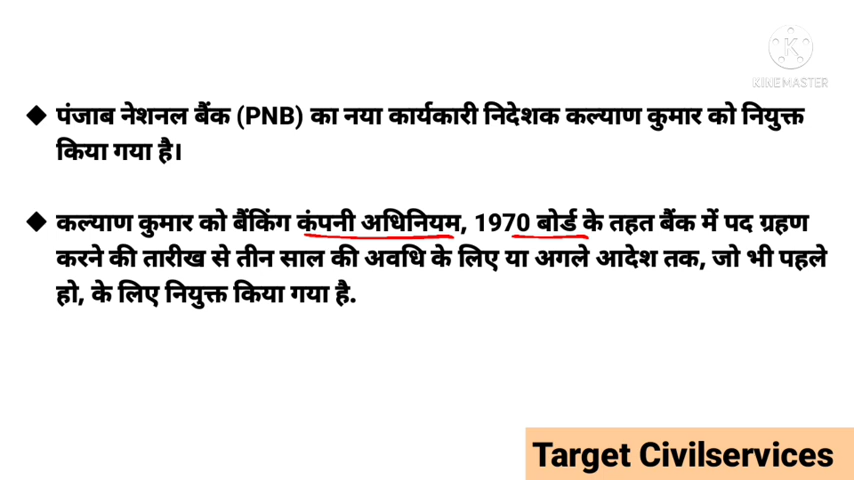 KINEMASTER
◆ पंजाब नेशनल बैंक (PNB) का नया कार्यकारी निदेशक कल्याण कुमार को नियुक्त
किया गया है।
◆ कल्याण कुमार को बैंकिंग कंपनी अधिनियम, 1970 बोर्ड के तहत बैंक में पद ग्रहण
करने की तारीख से तीन साल की अवधि के लिए या अगले आदेश तक, जो भी पहले
हो, के लिए नियुक्त किया गया है.
Target Civilservices